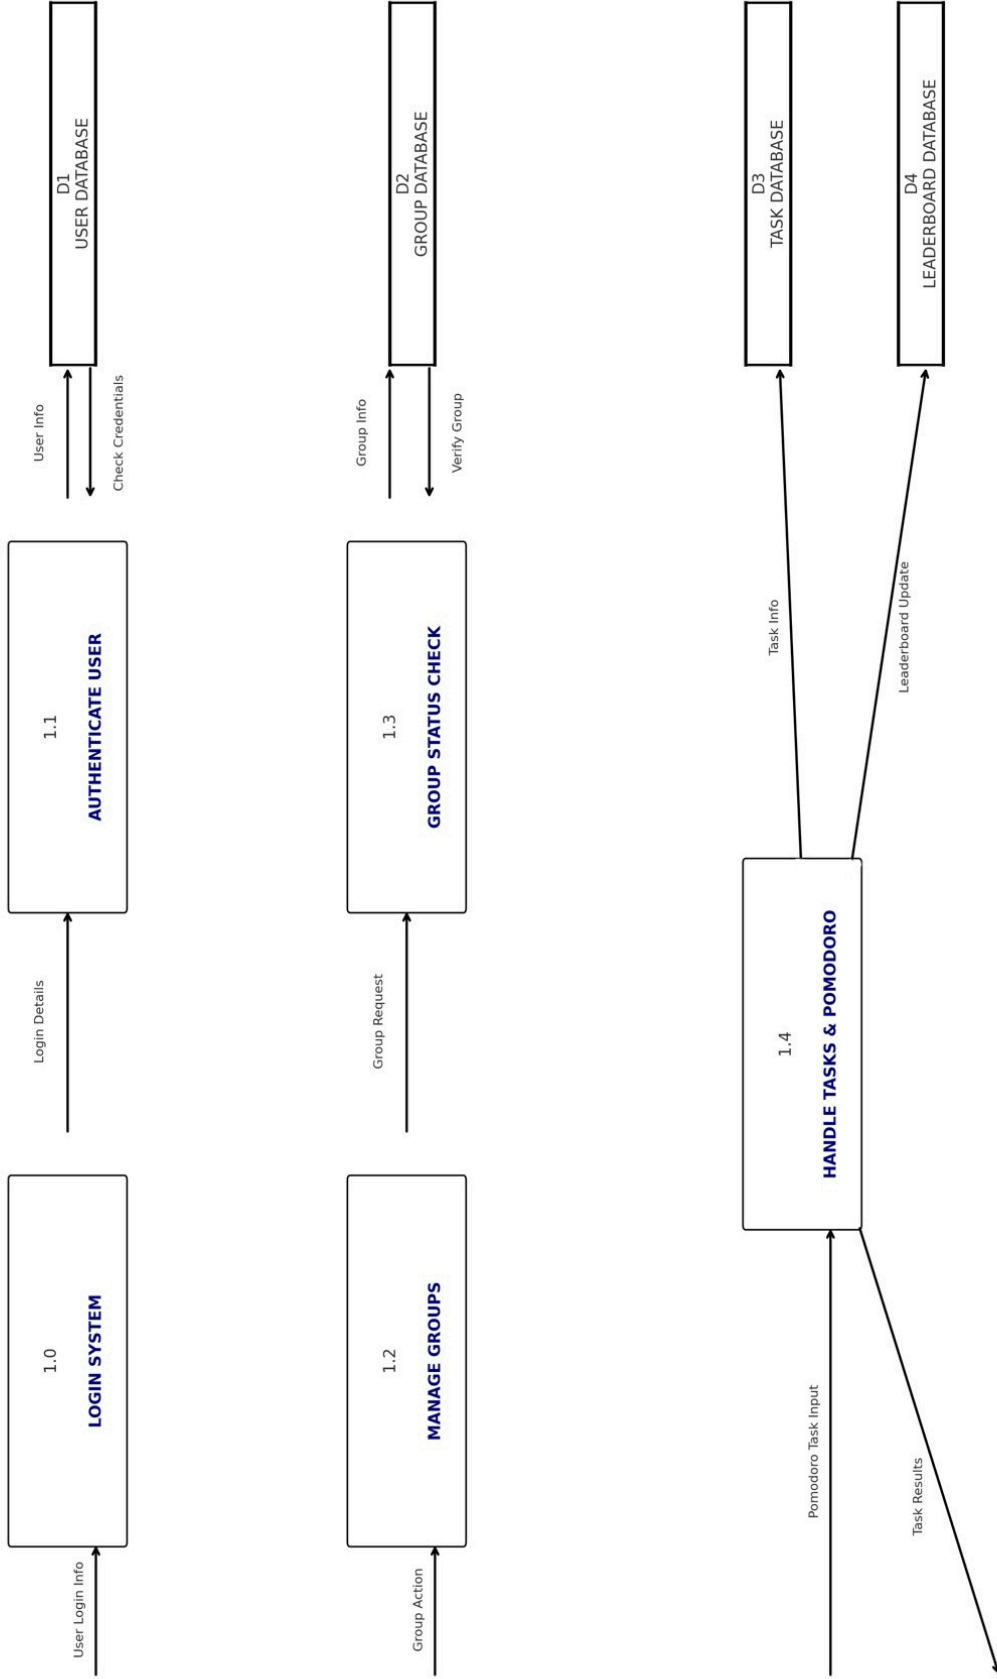 User Login Info
1.0
LOGIN SYSTEM
Login Details
1.1
AUTHENTICATE USER
User Info
Check Credentials
D1
USER DATABASE
Group Action
1.2
MANAGE GROUPS
Group Request
1.3
GROUP STATUS CHECK
Group Info
Verify Group
D2
GROUP DATABASE
Pomodoro Task Input
Task Results
1.4
HANDLE TASKS & POMODORO
Task Info
Leaderboard Update
D3
TASK DATABASE
D4
LEADERBOARD DATABASE